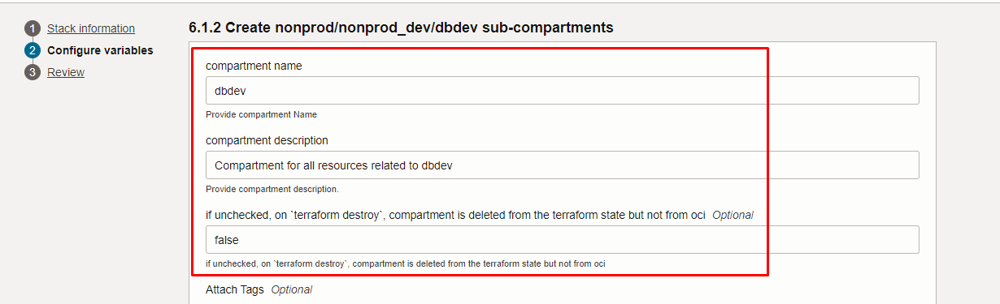 1 Stack information
2 Configure variables
3 Review
6.1.2 Create nonprod/nonprod_dev/dbdev sub-compartments
compartment name
dbdev
Provide compartment Name
compartment description
Compartment for all resources related to dbdev
Provide compartment description.
if unchecked, on `terraform destroy`, compartment is deleted from the terraform state but not from oci Optional
false
if unchecked, on `terraform destroy`, compartment is deleted from the terraform state but not from oci
Attach Tags Optional